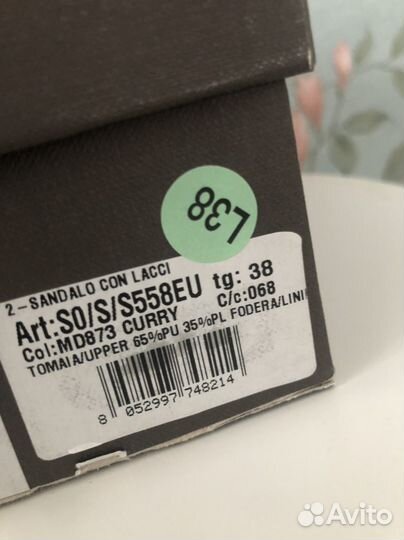 L38
2-SANDALO CON LACCI
Art:S0/S/S558EU tg: 38
Col:MD873 CURRY C/c:068
TOMAIA/UPPER 65%PU 35%PL FODERA/LINI
8 052997 748214
Avito